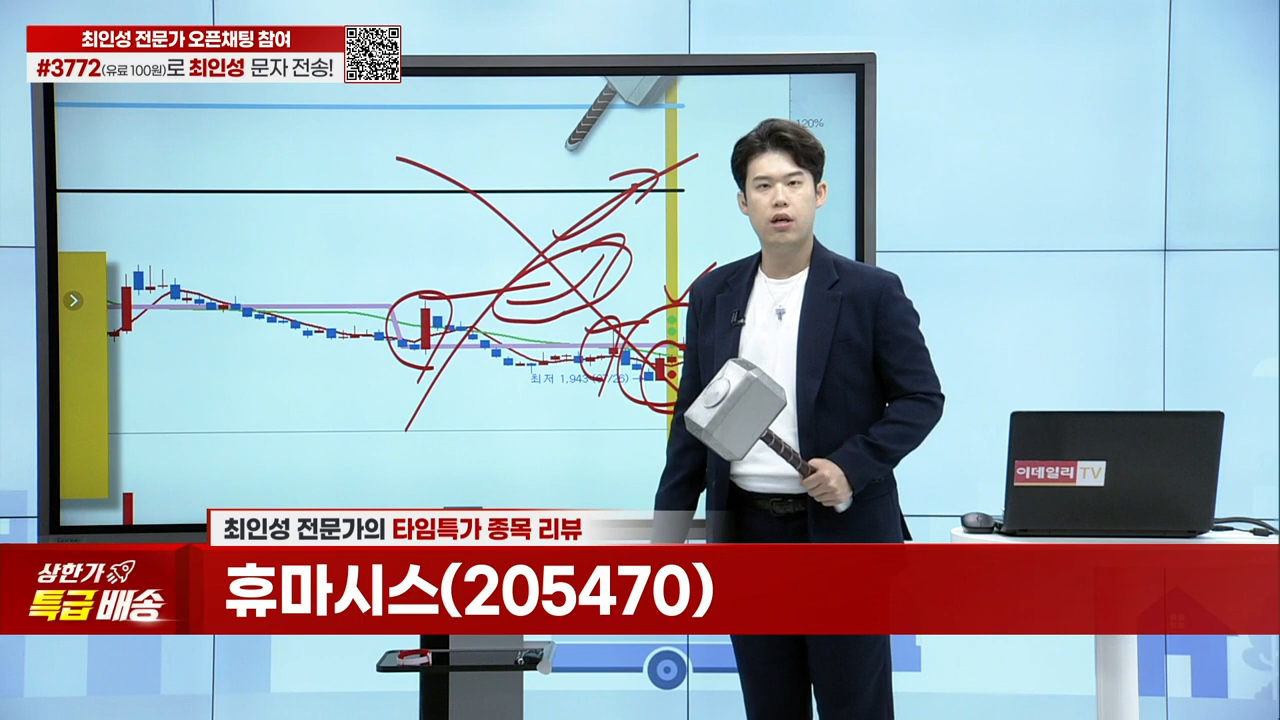 최인성 전문가 오픈채팅 참여
#3772(유료 100원)로 최인성 문자 전송!
120%
최저 1,943 (07/26)
이데일리 TV
최인성 전문가의 타임특가 종목 리뷰
상한가
특급 배송
휴마시스(205470)